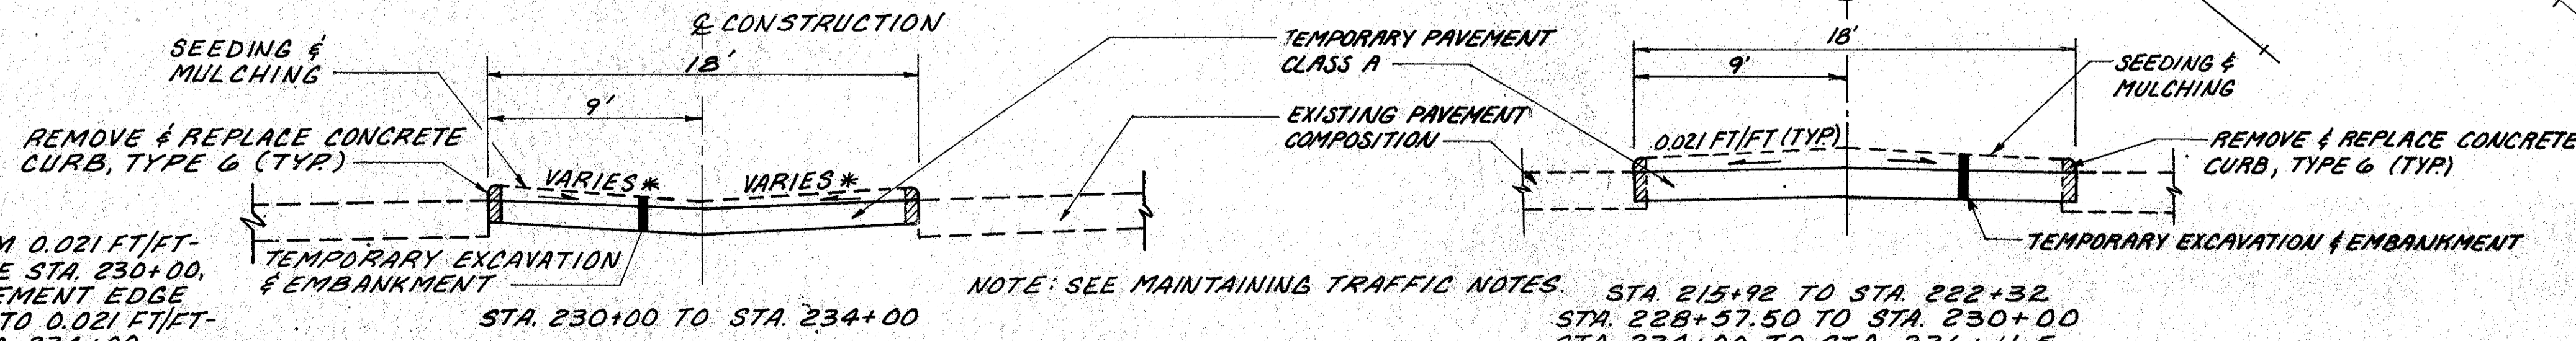 ℄ CONSTRUCTION
SEEDING &
MULCHING
18'
9'
REMOVE & REPLACE CONCRETE
CURB, TYPE 6 (TYP.)
VARIES*
VARIES*
TEMPORARY EXCAVATION
& EMBANKMENT
0.021 FT/FT-
STA. 230+00,
EDGE
TO 0.021 FT/FT-
STA. 230+00 TO STA. 234+00
TEMPORARY PAVEMENT
CLASS A
EXISTING PAVEMENT
COMPOSITION
NOTE: SEE MAINTAINING TRAFFIC NOTES.
18'
9'
SEEDING &
MULCHING
0.021 FT/FT (TYP.)
REMOVE & REPLACE CONCRETE
CURB, TYPE 6 (TYP.)
TEMPORARY EXCAVATION & EMBANKMENT
STA. 215+92 TO STA. 222+32
STA. 228+57.50 TO STA. 230+00